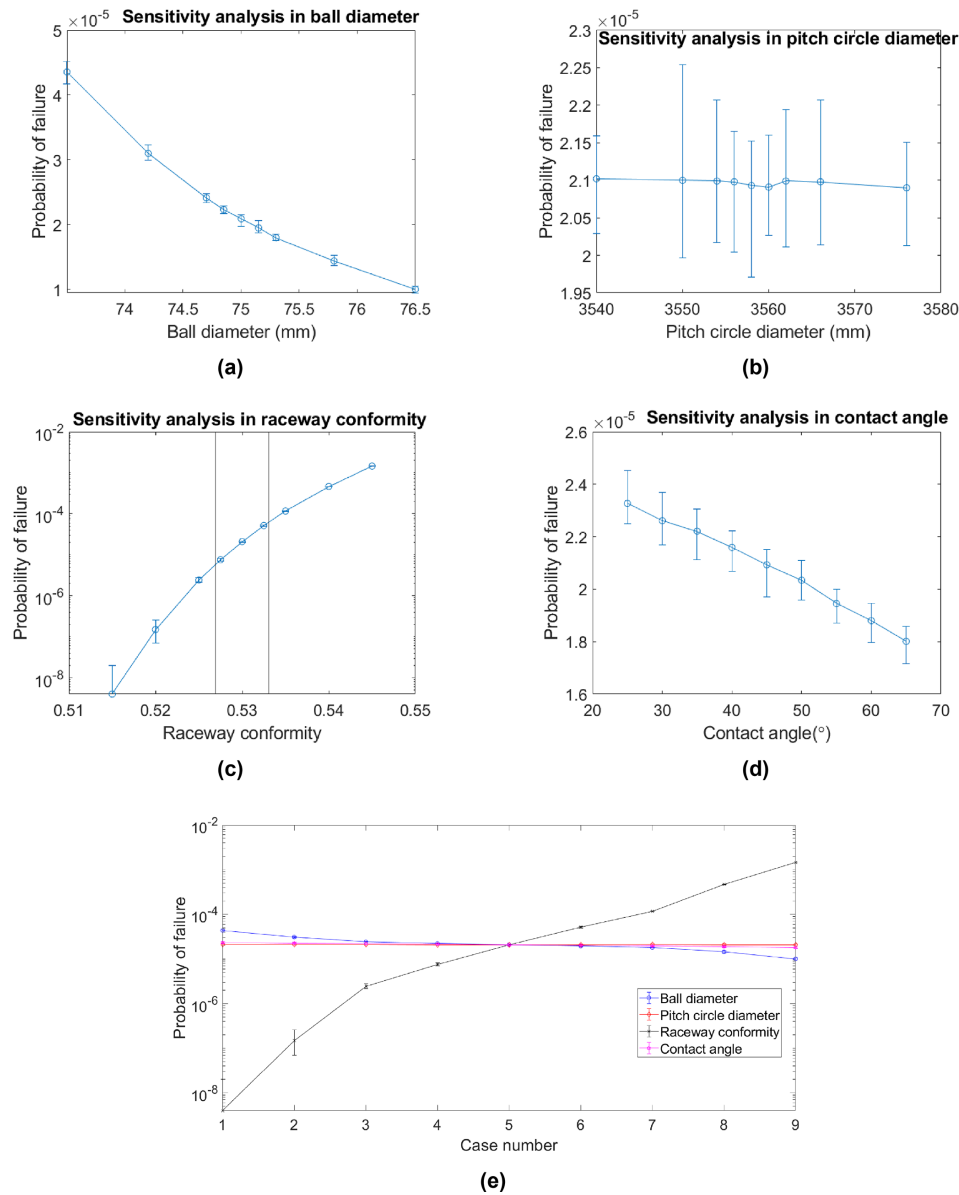 ×10⁻⁵ Sensitivity analysis in ball diameter
5
4
3
2
1
Probability of failure
74 74.5 75 75.5 76 76.5
Ball diameter (mm)
(a)
2.3 ×10⁻⁵ Sensitivity analysis in pitch circle diameter
2.25
2.2
2.15
2.1
2.05
2
1.95
Probability of failure
3540 3550 3560 3570 3580
Pitch circle diameter (mm)
(b)
Sensitivity analysis in raceway conformity
10⁻²
10⁻⁴
10⁻⁶
10⁻⁸
Probability of failure
0.51 0.52 0.53 0.54 0.55
Raceway conformity
(c)
2.6 ×10⁻⁵ Sensitivity analysis in contact angle
2.4
2.2
2
1.8
1.6
Probability of failure
20 30 40 50 60 70
Contact angle(°)
(d)
10⁻²
10⁻⁴
10⁻⁶
10⁻⁸
Probability of failure
Ball diameter
Pitch circle diameter
Raceway conformity
Contact angle
1 2 3 4 5 6 7 8 9
Case number
(e)